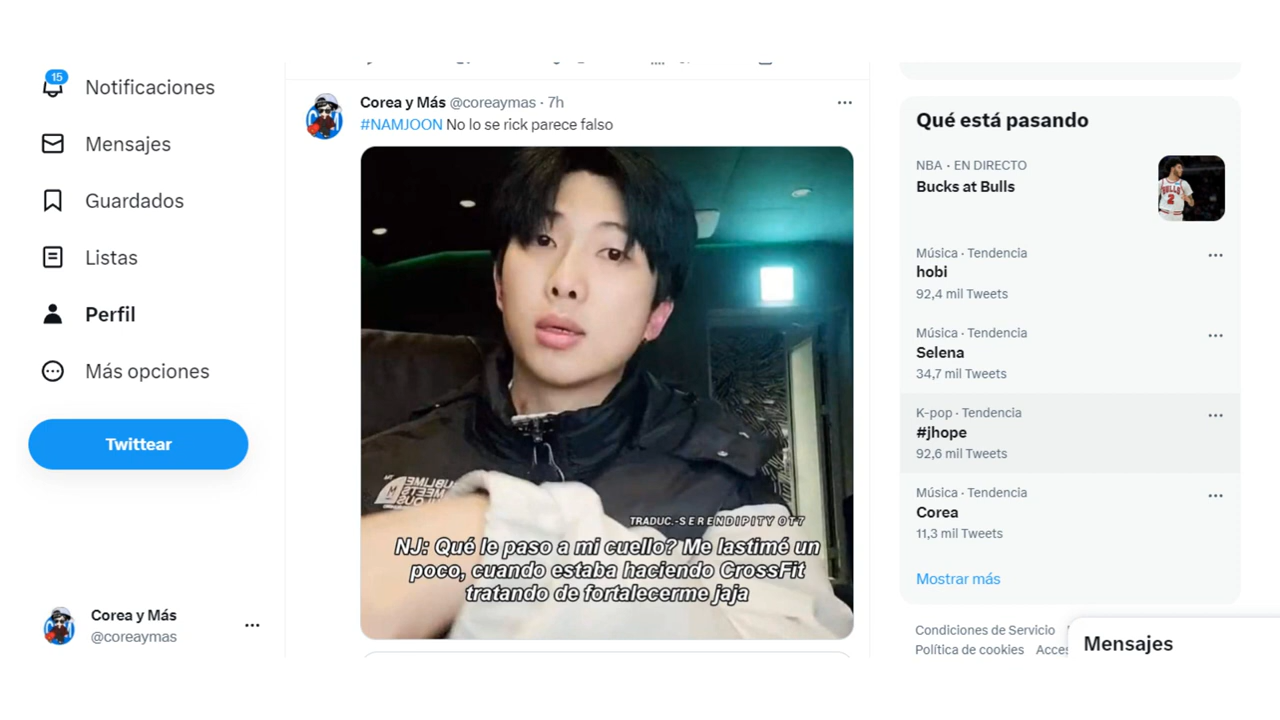 15
Notificaciones
Mensajes
Guardados
Listas
Perfil
Más opciones
Twittear
Corea y Más
@coreaymas
Corea y Más @coreaymas · 7h
#NAMJOON No lo se rick parece falso
TRADUC.-SERENDIPITY OT7
NJ: Qué le paso a mi cuello? Me lastimé un
poco, cuando estaba haciendo CrossFit
tratando de fortalecerme jaja
Qué está pasando
NBA · EN DIRECTO
Bucks at Bulls
BULLS
2
Música · Tendencia
hobi
92,4 mil Tweets
Música · Tendencia
Selena
34,7 mil Tweets
K-pop · Tendencia
#jhope
92,6 mil Tweets
Música · Tendencia
Corea
11,3 mil Tweets
Mostrar más
Condiciones de Servicio
Política de cookies
Mensajes